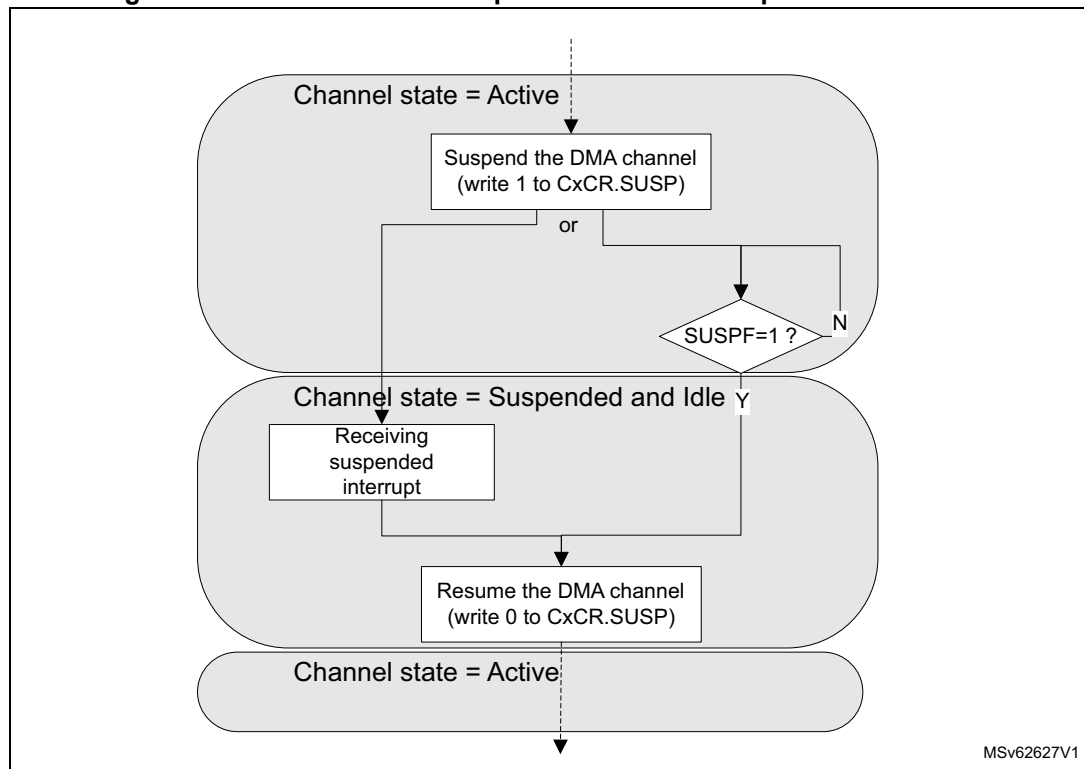 Channel state = Active
Suspend the DMA channel
(write 1 to CxCR.SUSP)
or
SUSPF=1 ?
N
Channel state = Suspended and Idle
Y
Receiving
suspended
interrupt
Resume the DMA channel
(write 0 to CxCR.SUSP)
Channel state = Active
MSv62627V1